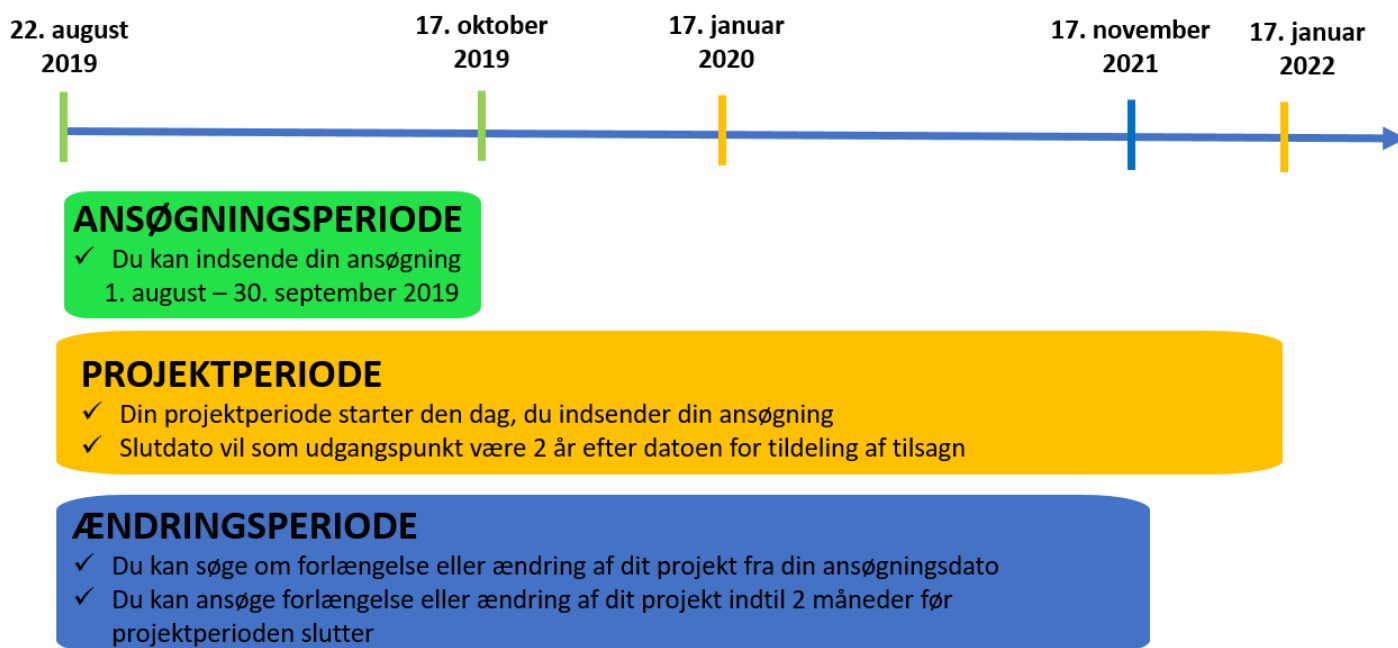 22. august
2019
17. oktober
2019
17. januar
2020
17. november
2021
17. januar
2022
ANSØGNINGSPERIODE
✓ Du kan indsende din ansøgning
1. august – 30. september 2019
PROJEKTPERIODE
✓ Din projektperiode starter den dag, du indsender din ansøgning
✓ Slutdato vil som udgangspunkt være 2 år efter datoen for tildeling af tilsagn
ÆNDRINGSPERIODE
✓ Du kan søge om forlængelse eller ændring af dit projekt fra din ansøgningsdato
✓ Du kan ansøge forlængelse eller ændring af dit projekt indtil 2 måneder før
projektperioden slutter